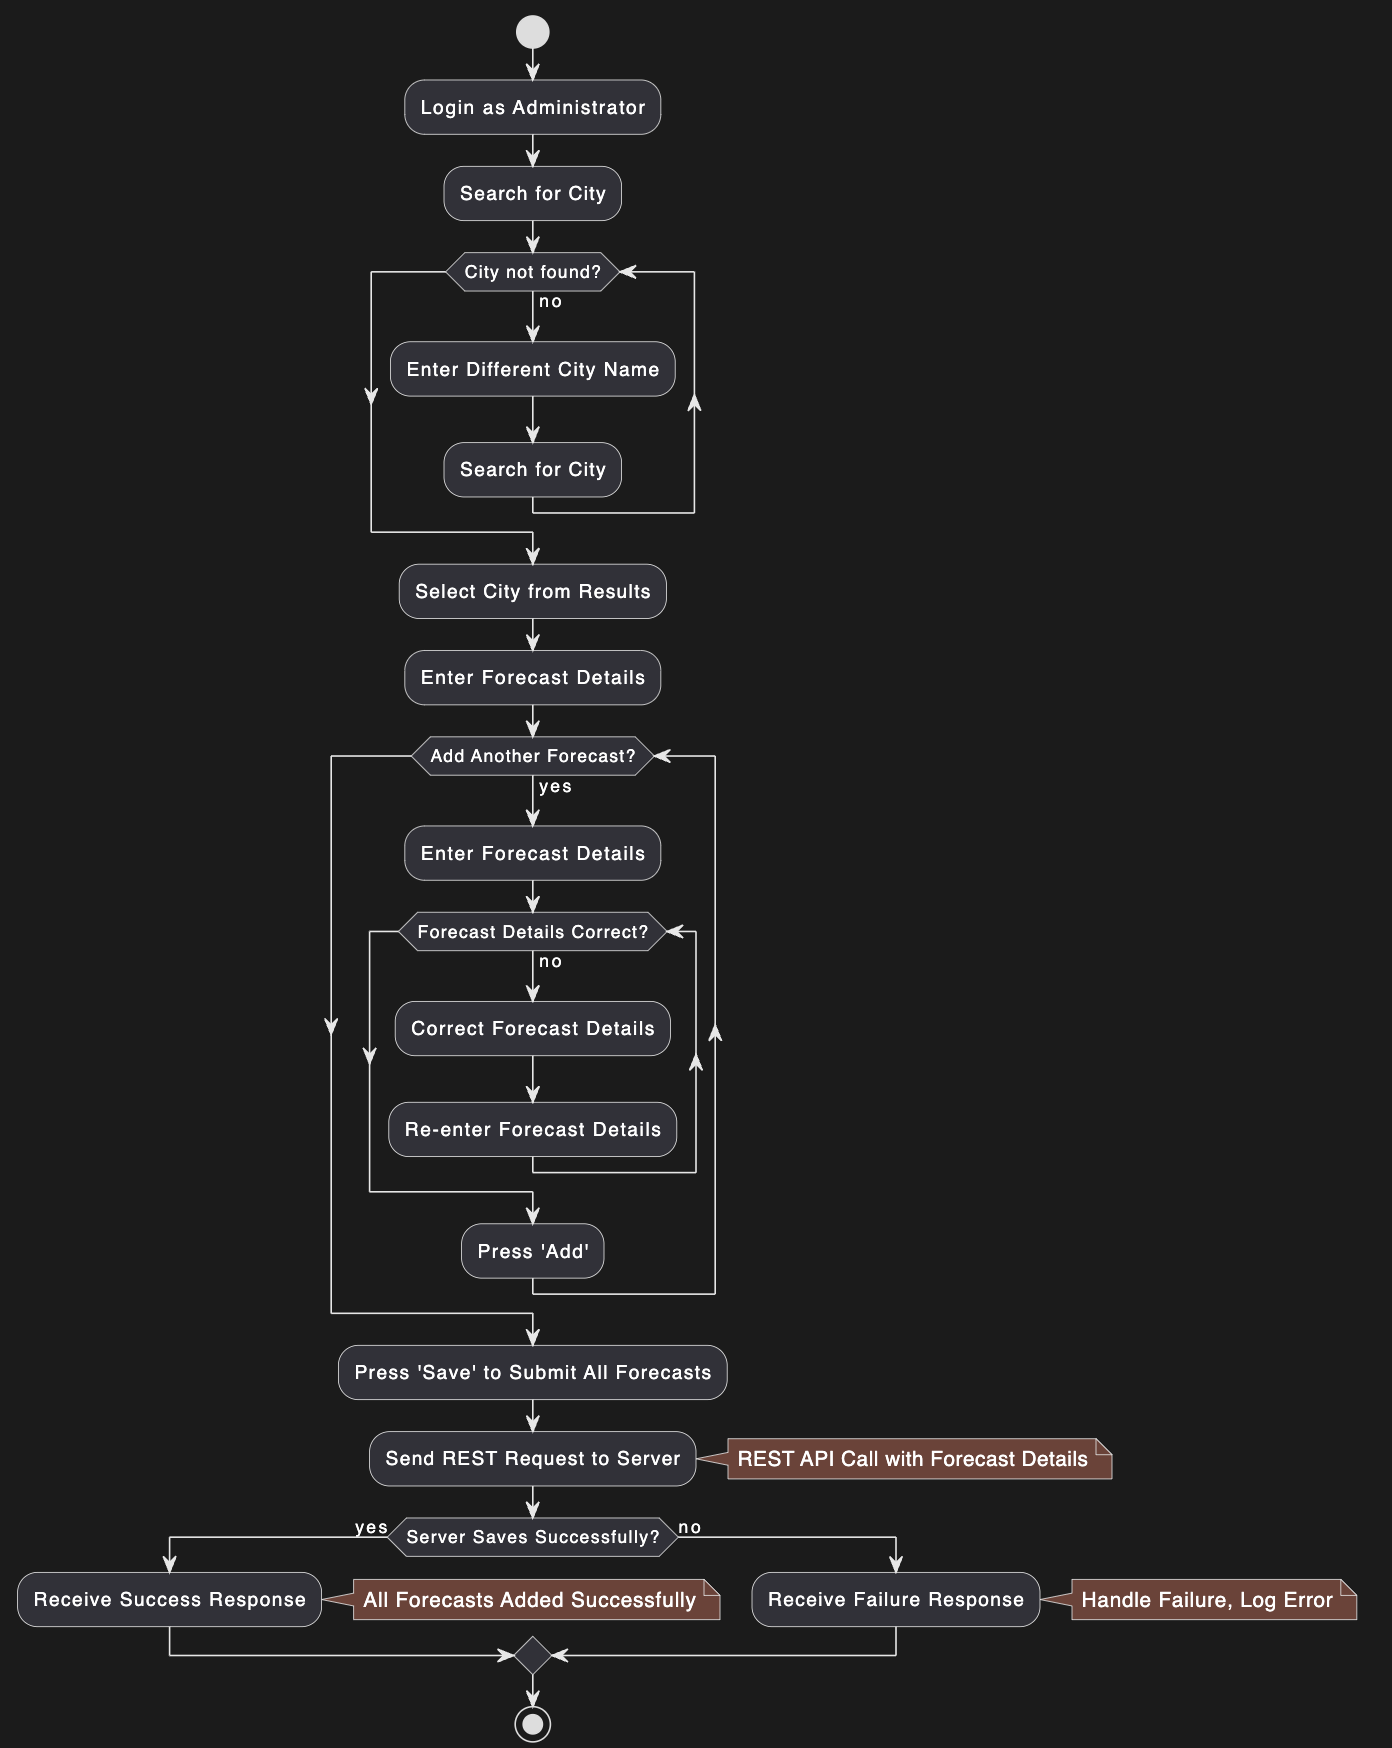 Login as Administrator
Search for City
City not found?
no
Enter Different City Name
Search for City
Select City from Results
Enter Forecast Details
Add Another Forecast?
yes
Enter Forecast Details
Forecast Details Correct?
no
Correct Forecast Details
Re-enter Forecast Details
Press 'Add'
Press 'Save' to Submit All Forecasts
Send REST Request to Server
REST API Call with Forecast Details
yes
Server Saves Successfully?
no
Receive Success Response
All Forecasts Added Successfully
Receive Failure Response
Handle Failure, Log Error